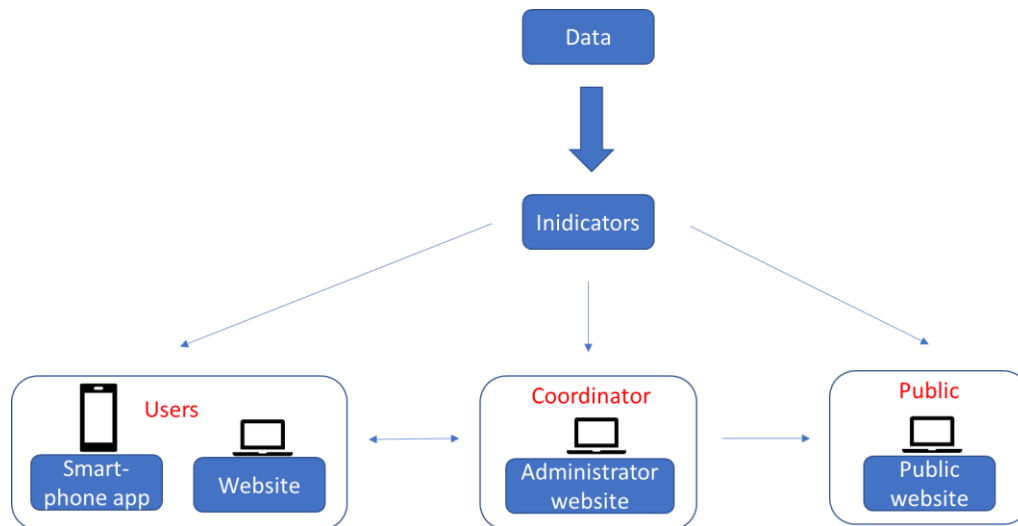 Data
Inidicators
Users
Smart-
phone app
Website
Coordinator
Administrator
website
Public
Public
website